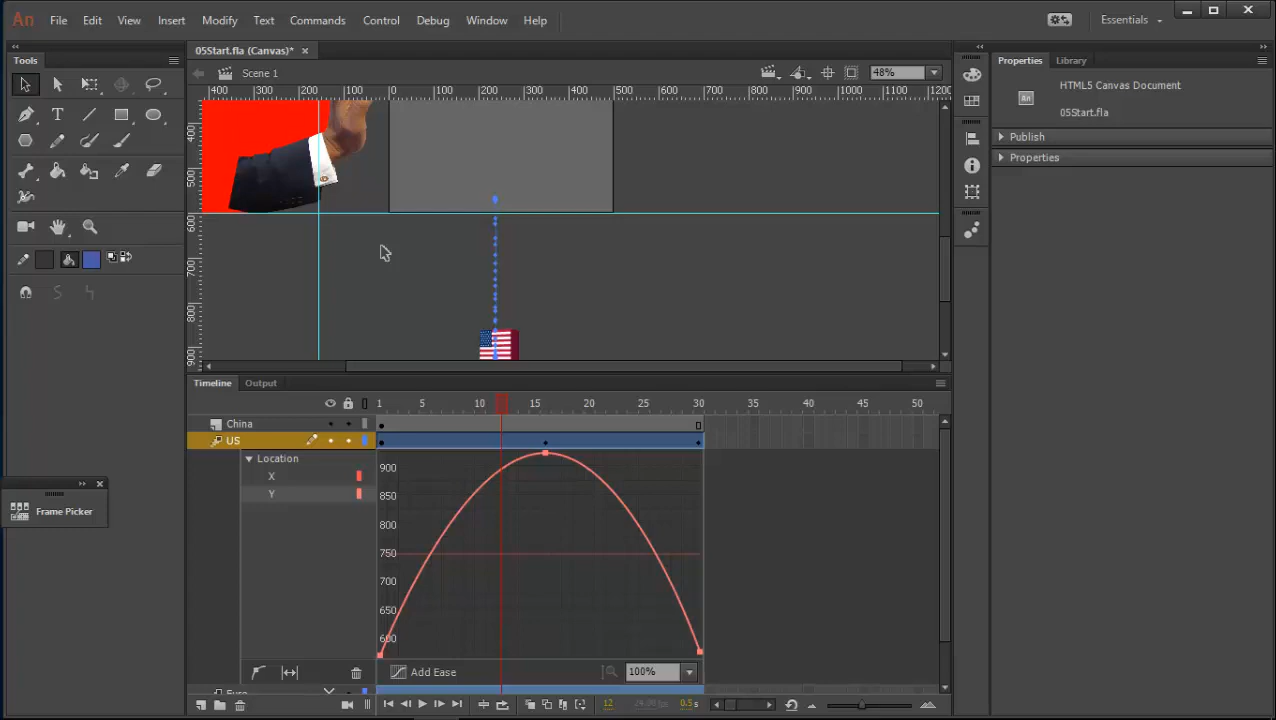 An File Edit View Insert Modify Text Commands Control Debug Window Help Essentials
Tools
05Start.fla (Canvas)* ×
Properties Library
Scene 1 48%
HTML5 Canvas Document
05Start.fla
Publish
Properties
400 300 200 100 0 100 200 300 400 500 600 700 800 900 1000 1100 1200
400
500
600
700
800
900
Timeline Output
1 5 10 15 20 25 30 35 40 45 50
China
US
Location
X
Y
900
850
800
750
700
650
600
Frame Picker
Add Ease 100%
12 0.5s